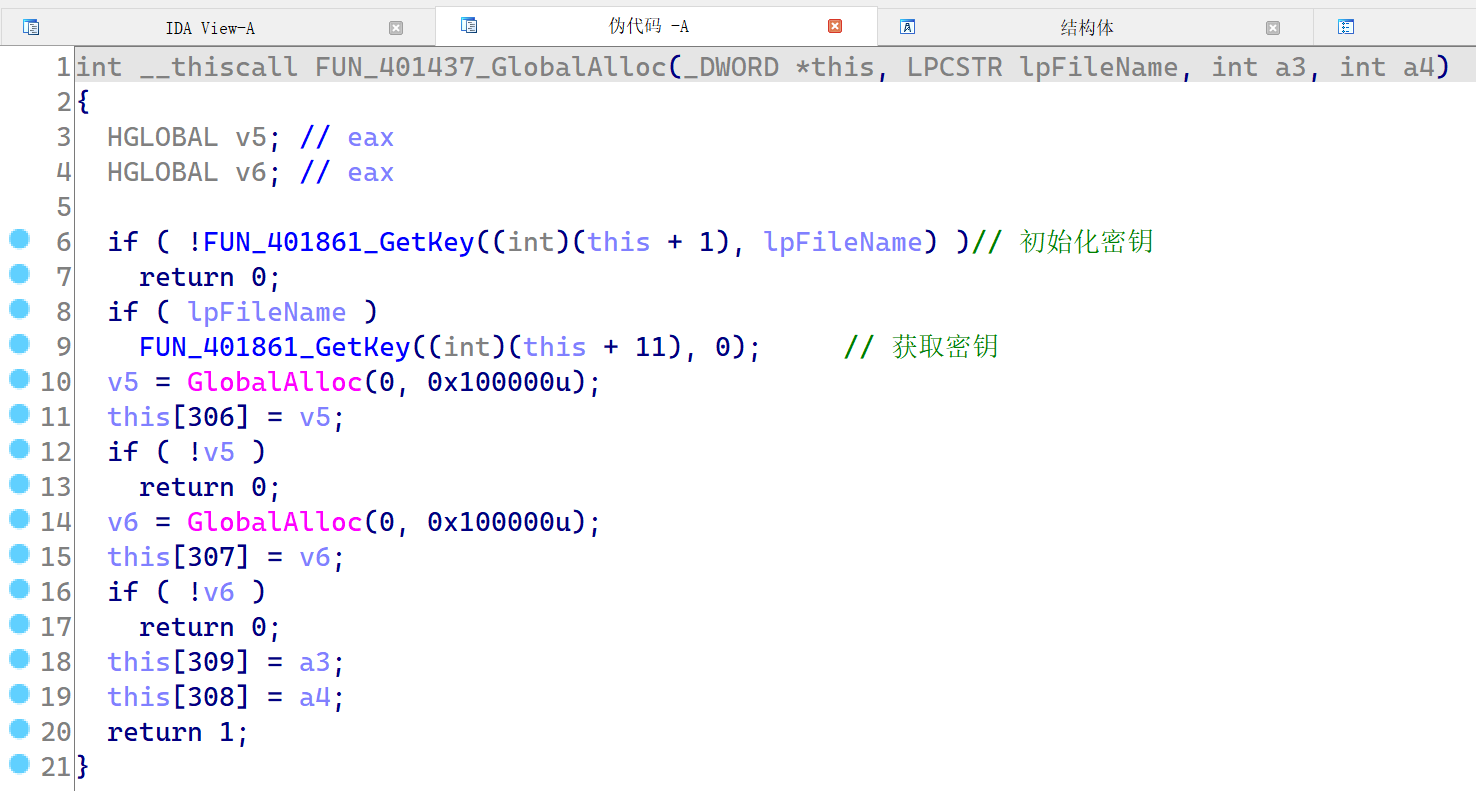 IDA View-A 伪代码 -A 结构体
1 int __thiscall FUN_401437_GlobalAlloc(_DWORD *this, LPCSTR lpFileName, int a3, int a4)
2 {
3   HGLOBAL v5; // eax
4   HGLOBAL v6; // eax
5
6   if ( !FUN_401861_GetKey((int)(this + 1), lpFileName) )// 初始化密钥
7     return 0;
8   if ( lpFileName )
9     FUN_401861_GetKey((int)(this + 11), 0);     // 获取密钥
10   v5 = GlobalAlloc(0, 0x100000u);
11   this[306] = v5;
12   if ( !v5 )
13     return 0;
14   v6 = GlobalAlloc(0, 0x100000u);
15   this[307] = v6;
16   if ( !v6 )
17     return 0;
18   this[309] = a3;
19   this[308] = a4;
20   return 1;
21 }